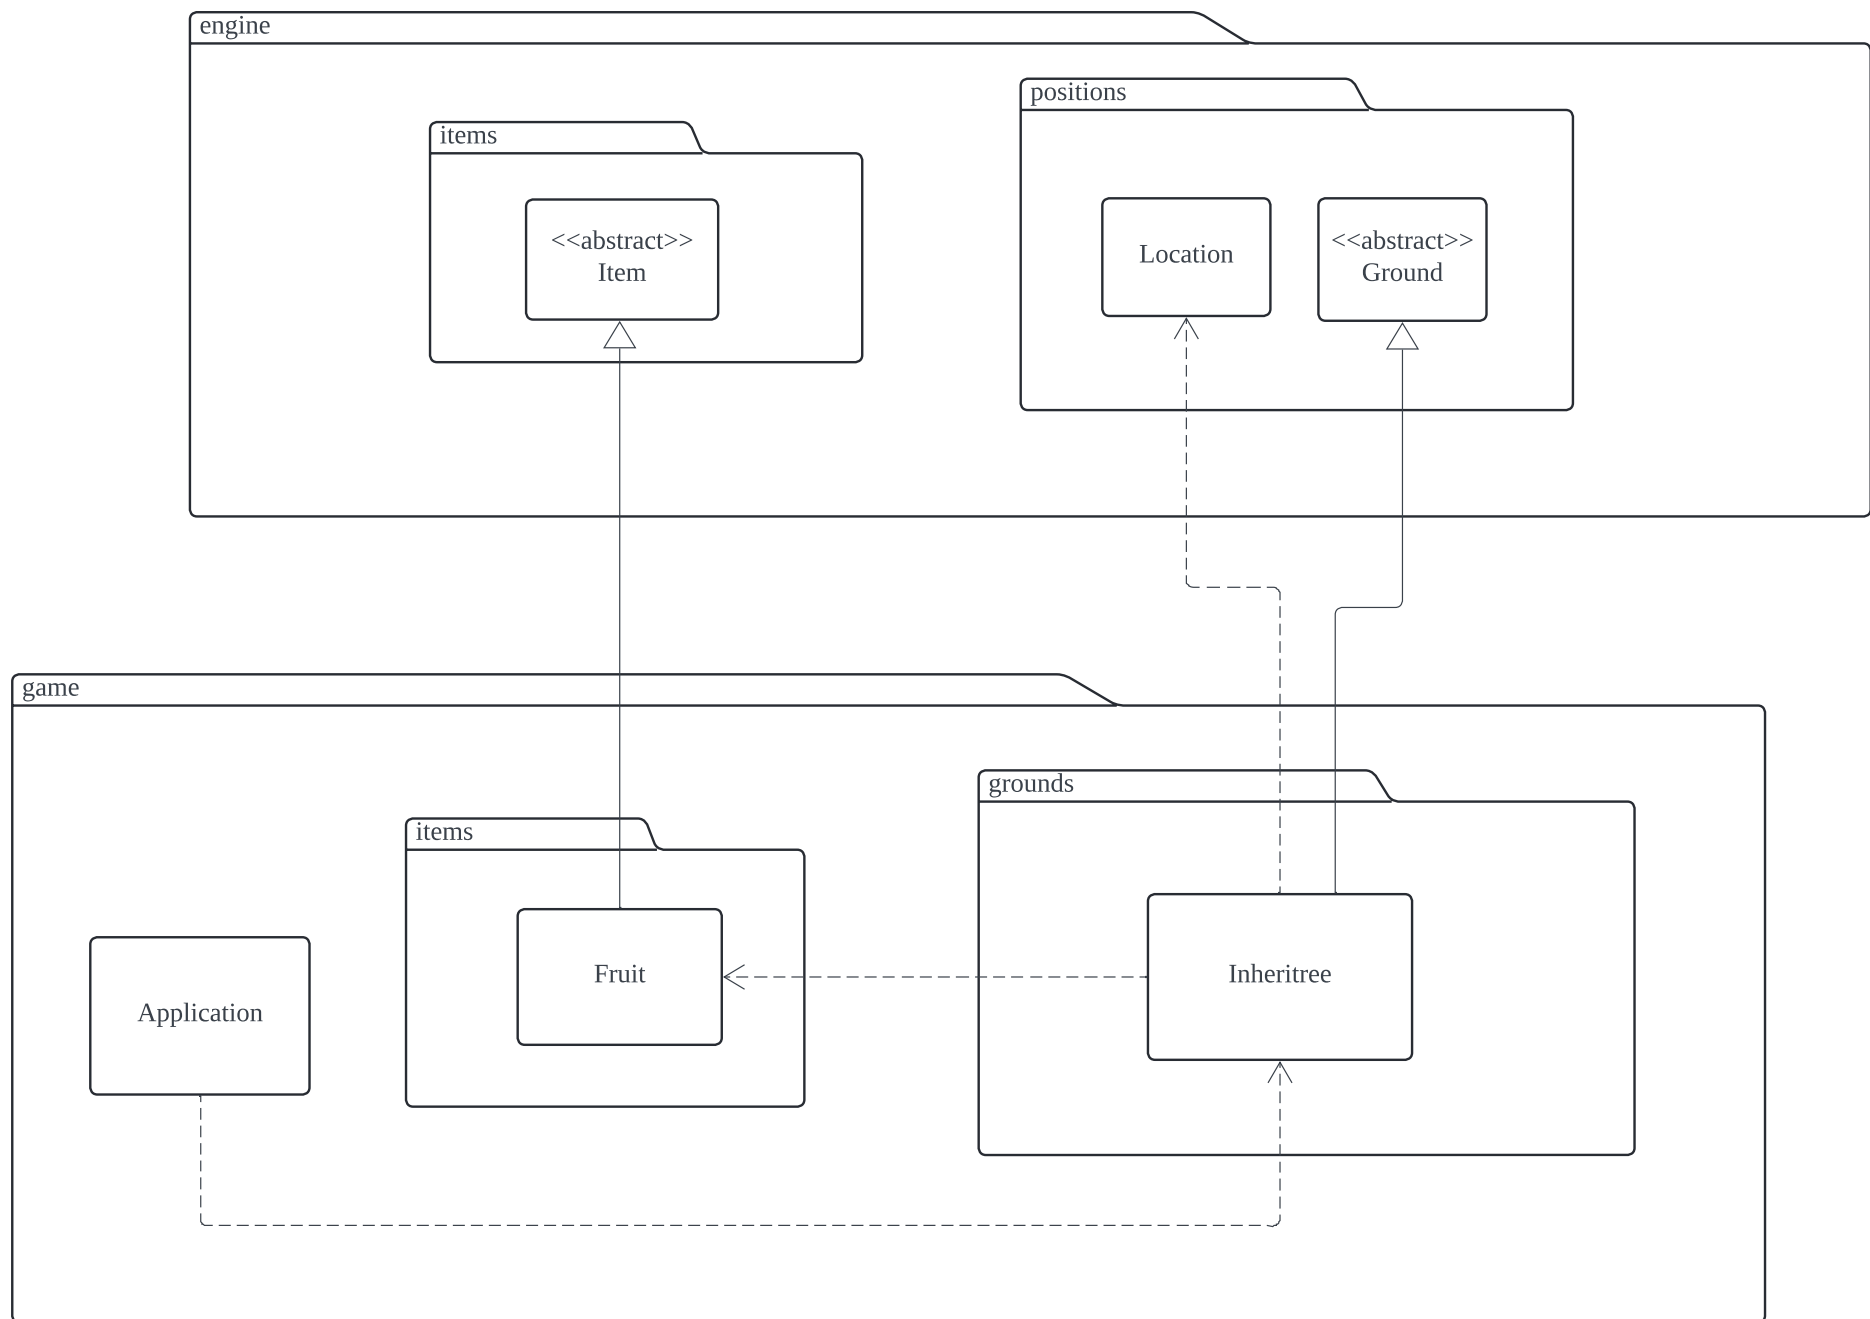 engine
positions
items
<<abstract>>
Item
Location
<<abstract>>
Ground
game
grounds
items
Fruit
Inheritree
Application